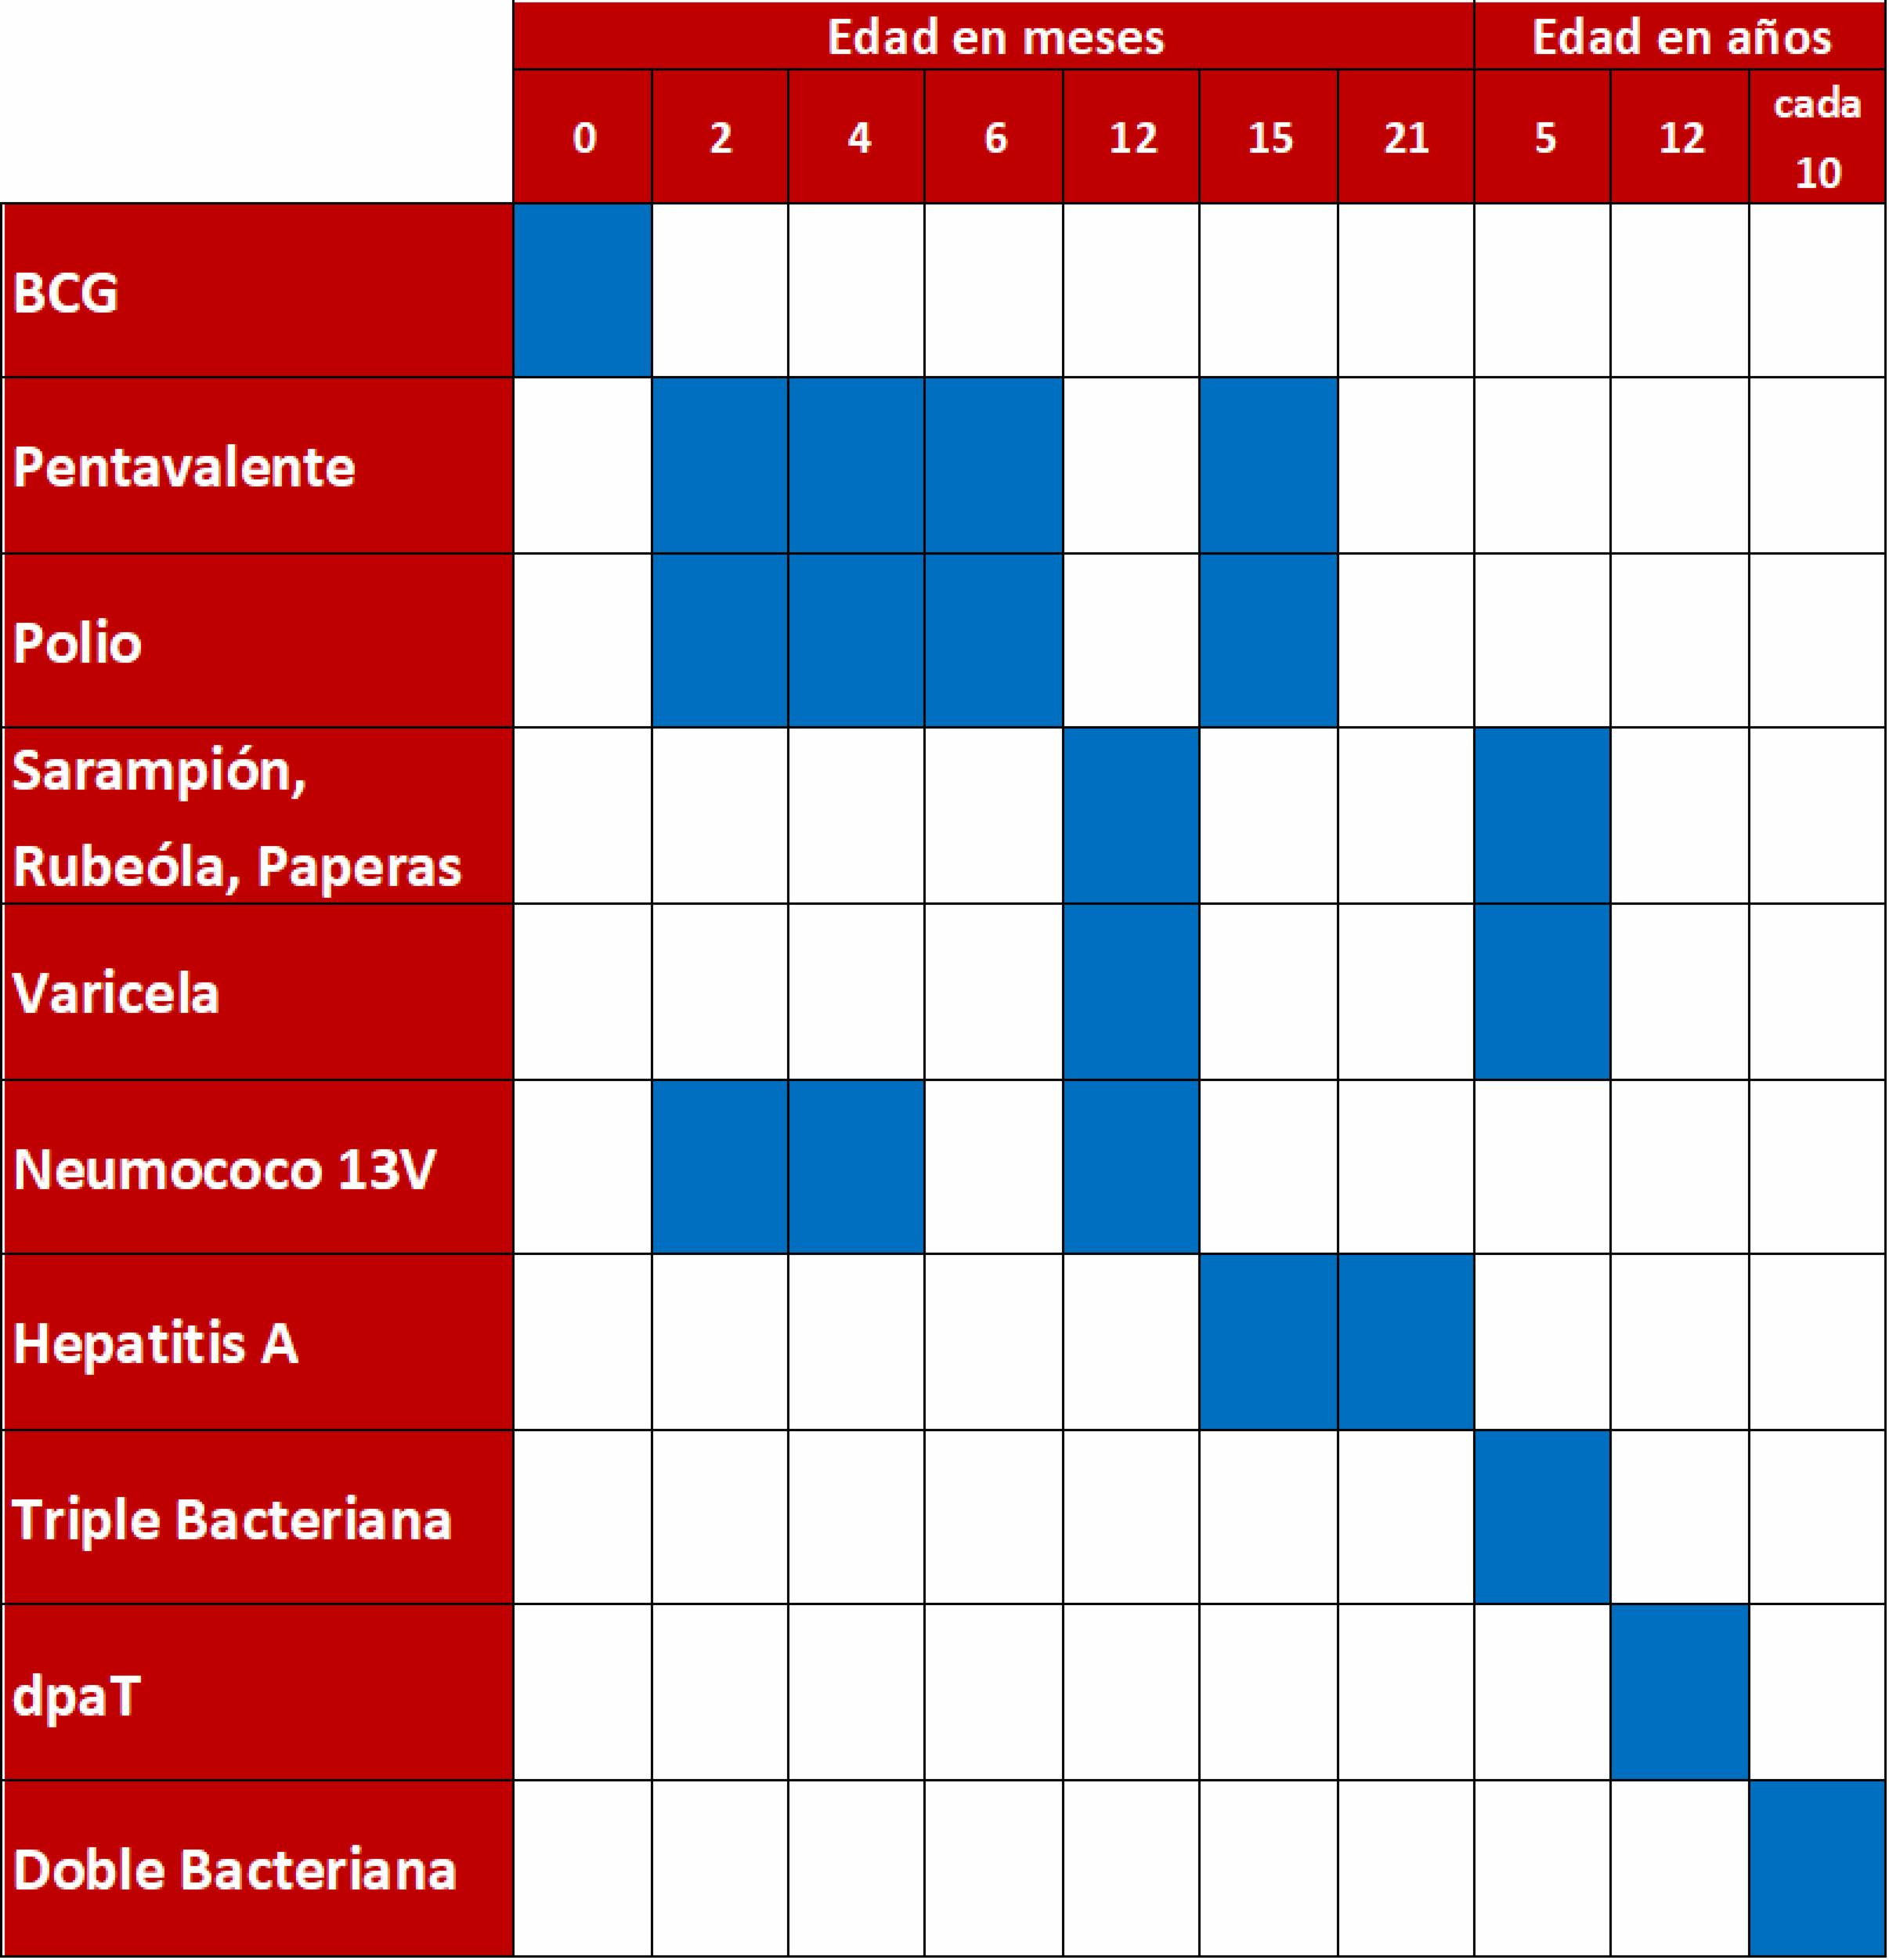 Edad en meses
Edad en años
0
2
4
6
12
15
21
5
12
cada
10
BCG
Pentavalente
Polio
Sarampión,
Rubeóla, Paperas
Varicela
Neumococo 13V
Hepatitis A
Triple Bacteriana
dpaT
Doble Bacteriana